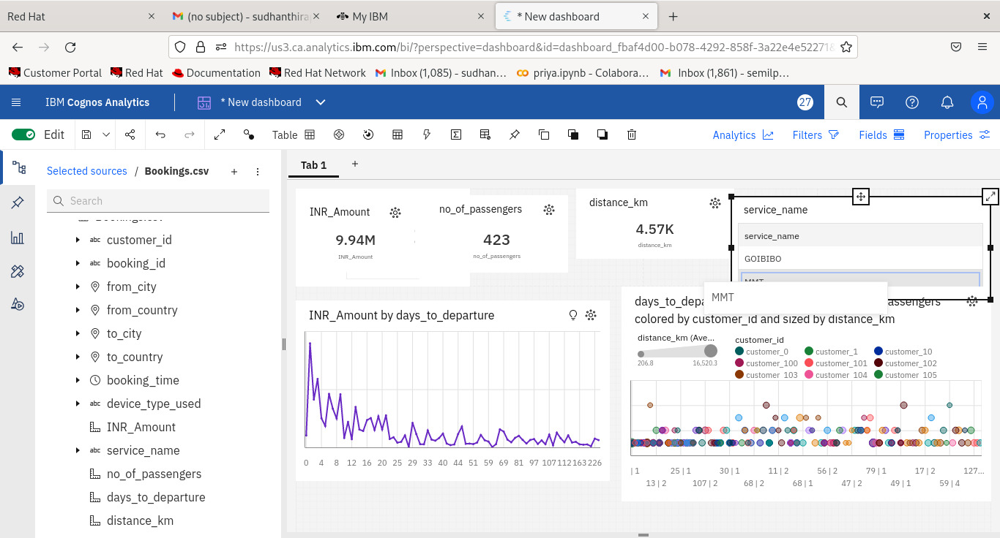 Red Hat
(no subject) - sudhanthira
My IBM
* New dashboard
https://us3.ca.analytics.ibm.com/bi/?perspective=dashboard&id=dashboard_fbaf4d00-b078-4292-858f-3a22e4e52271
Customer Portal
Red Hat
Documentation
Red Hat Network
Inbox (1,085) - sudhan...
priya.ipynb - Colabora...
Inbox (1,861) - semilp...
IBM Cognos Analytics
* New dashboard
27
Edit
Table
Analytics
Filters
Fields
Properties
Selected sources / Bookings.csv
Tab 1
Search
abc customer_id
abc booking_id
from_city
from_country
to_city
to_country
booking_time
abc device_type_used
INR_Amount
abc service_name
no_of_passengers
days_to_departure
distance_km
INR_Amount
9.94M
INR_Amount
no_of_passengers
423
no_of_passengers
distance_km
4.57K
distance_km
service_name
service_name
GOIBIBO
MMT
MMT
INR_Amount by days_to_departure
0 4 8 12 16 20 25 29 33 40 44 51 59 69 81 97 107 112 163 226
colored by customer_id and sized by distance_km
distance_km (Ave...
206.8 16,520.3
customer_id
customer_0 customer_1 customer_10
customer_100 customer_101 customer_102
customer_103 customer_104 customer_105
| 1 25 | 1 30 | 1 11 | 2 56 | 2 79 | 1 17 | 2 127...
13 | 2 107 | 2 68 | 2 68 | 1 47 | 2 49 | 1 59 | 4